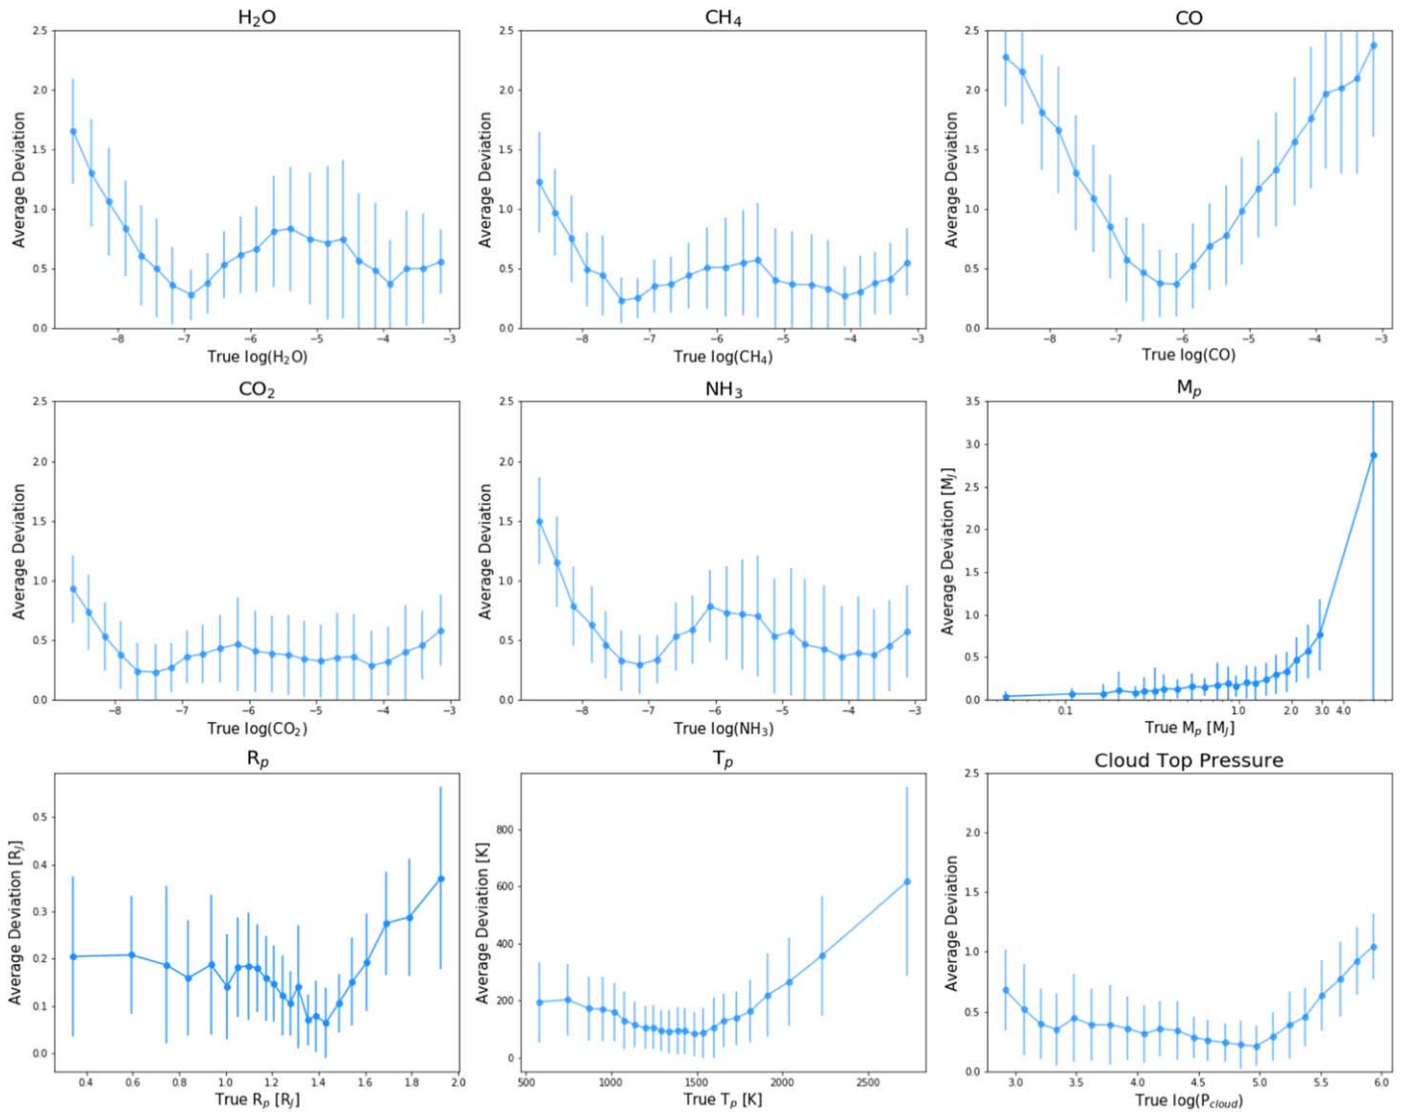 H₂O
2.5
2.0
1.5
1.0
0.5
0.0
Average Deviation
−8 −7 −6 −5 −4 −3
True log(H₂O)
CH₄
2.5
2.0
1.5
1.0
0.5
0.0
Average Deviation
−8 −7 −6 −5 −4 −3
True log(CH₄)
CO
2.5
2.0
1.5
1.0
0.5
0.0
Average Deviation
−8 −7 −6 −5 −4 −3
True log(CO)
CO₂
2.5
2.0
1.5
1.0
0.5
0.0
Average Deviation
−8 −7 −6 −5 −4 −3
True log(CO₂)
NH₃
2.5
2.0
1.5
1.0
0.5
0.0
Average Deviation
−8 −7 −6 −5 −4 −3
True log(NH₃)
Mₚ
3.5
3.0
2.5
2.0
1.5
1.0
0.5
0.0
Average Deviation [M_J]
0.1 1.0 2.0 3.0 4.0
True Mₚ [M_J]
Rₚ
0.5
0.4
0.3
0.2
0.1
0.0
Average Deviation [R_J]
0.4 0.6 0.8 1.0 1.2 1.4 1.6 1.8 2.0
True Rₚ [R_J]
Tₚ
800
600
400
200
0
Average Deviation [K]
500 1000 1500 2000 2500
True Tₚ [K]
Cloud Top Pressure
2.5
2.0
1.5
1.0
0.5
0.0
Average Deviation
3.0 3.5 4.0 4.5 5.0 5.5 6.0
True log(P_cloud)